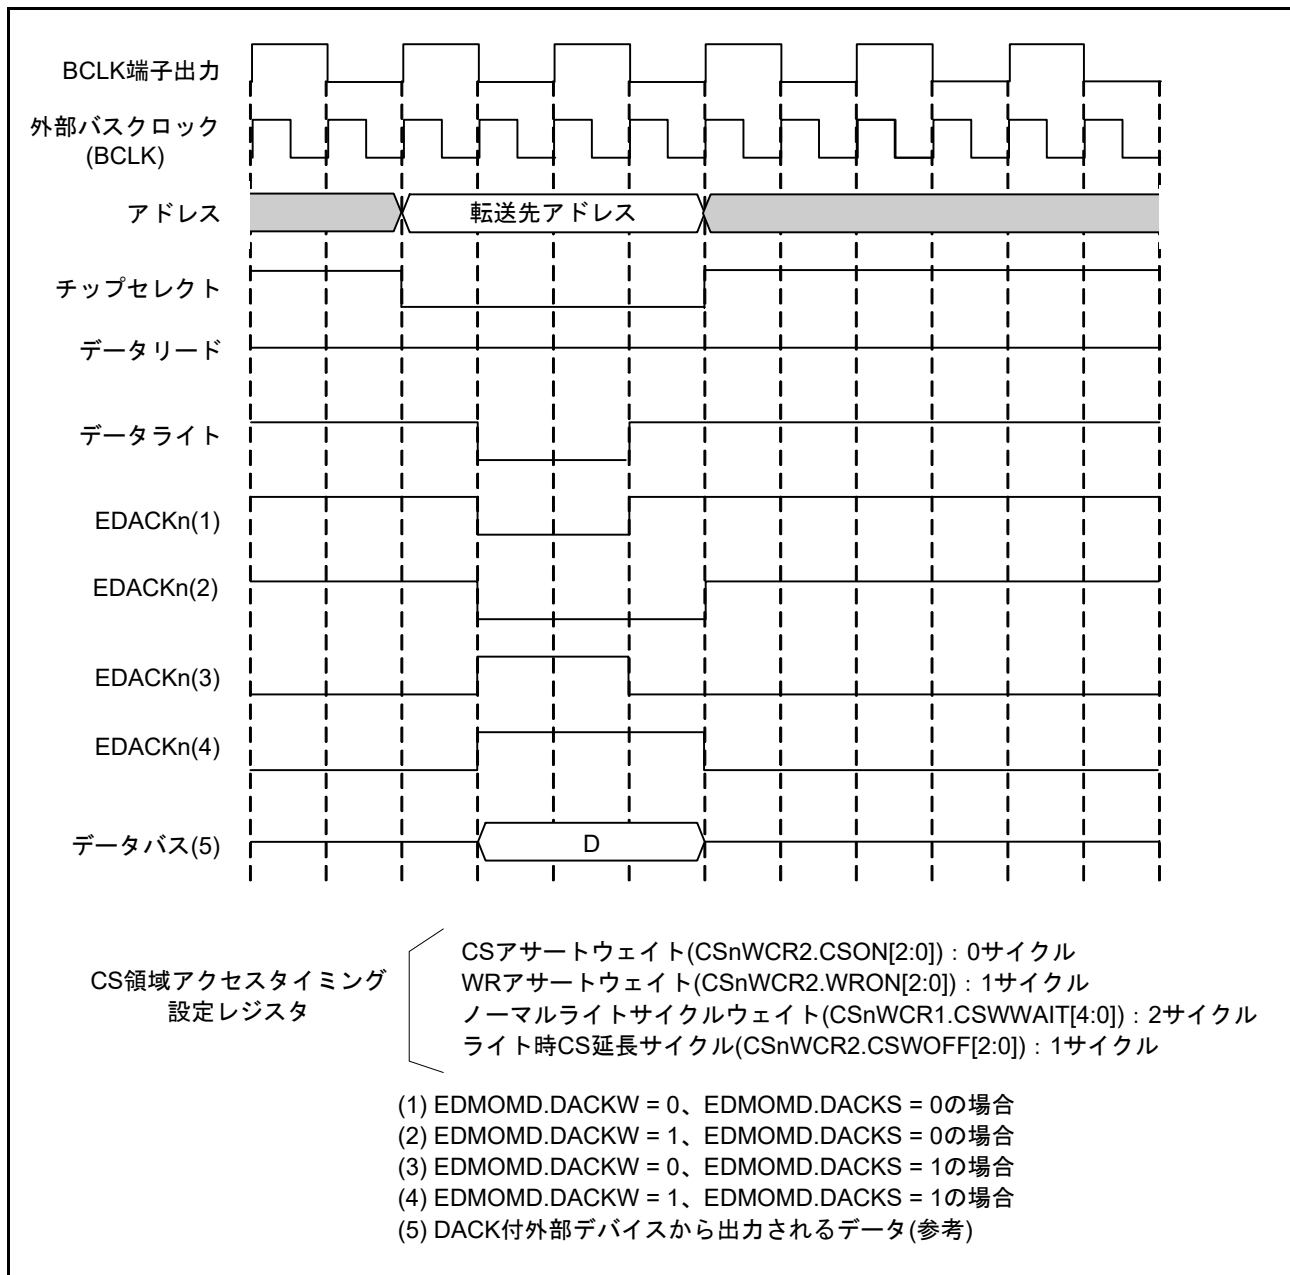 BCLK端子出力
外部バスクロック
(BCLK)
アドレス
転送先アドレス
チップセレクト
データリード
データライト
EDACKn(1)
EDACKn(2)
EDACKn(3)
EDACKn(4)
データバス(5)
D
CS領域アクセスタイミング
設定レジスタ
CSアサートウェイト(CSnWCR2.CSON[2:0]):0サイクル
WRアサートウェイト(CSnWCR2.WRON[2:0]):1サイクル
ノーマルライトサイクルウェイト(CSnWCR1.CSWWAIT[4:0]):2サイクル
ライト時CS延長サイクル(CSnWCR2.CSWOFF[2:0]):1サイクル
(1) EDMOMD.DACKW = 0、EDMOMD.DACKS = 0の場合
(2) EDMOMD.DACKW = 1、EDMOMD.DACKS = 0の場合
(3) EDMOMD.DACKW = 0、EDMOMD.DACKS = 1の場合
(4) EDMOMD.DACKW = 1、EDMOMD.DACKS = 1の場合
(5) DACK付外部デバイスから出力されるデータ(参考)